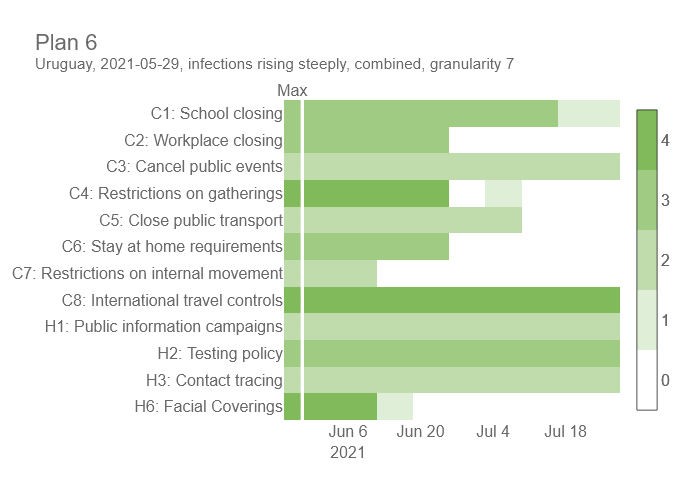 Plan 6
Uruguay, 2021-05-29, infections rising steeply, combined, granularity 7
Max
C1: School closing
C2: Workplace closing
C3: Cancel public events
C4: Restrictions on gatherings
C5: Close public transport
C6: Stay at home requirements
C7: Restrictions on internal movement
C8: International travel controls
H1: Public information campaigns
H2: Testing policy
H3: Contact tracing
H6: Facial Coverings
Jun 6 Jun 20 Jul 4 Jul 18
2021
4
3
2
1
0